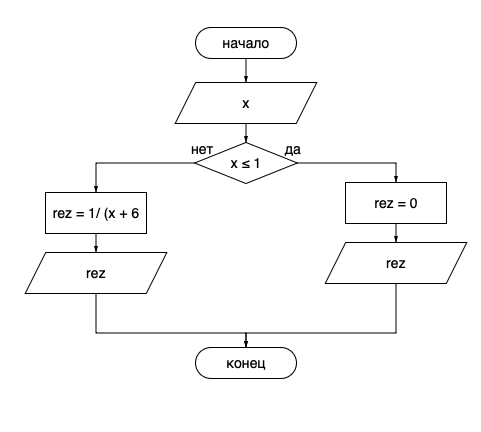 начало
x
нет
да
x ≤ 1
rez = 1/ (x + 6
rez = 0
rez
rez
конец